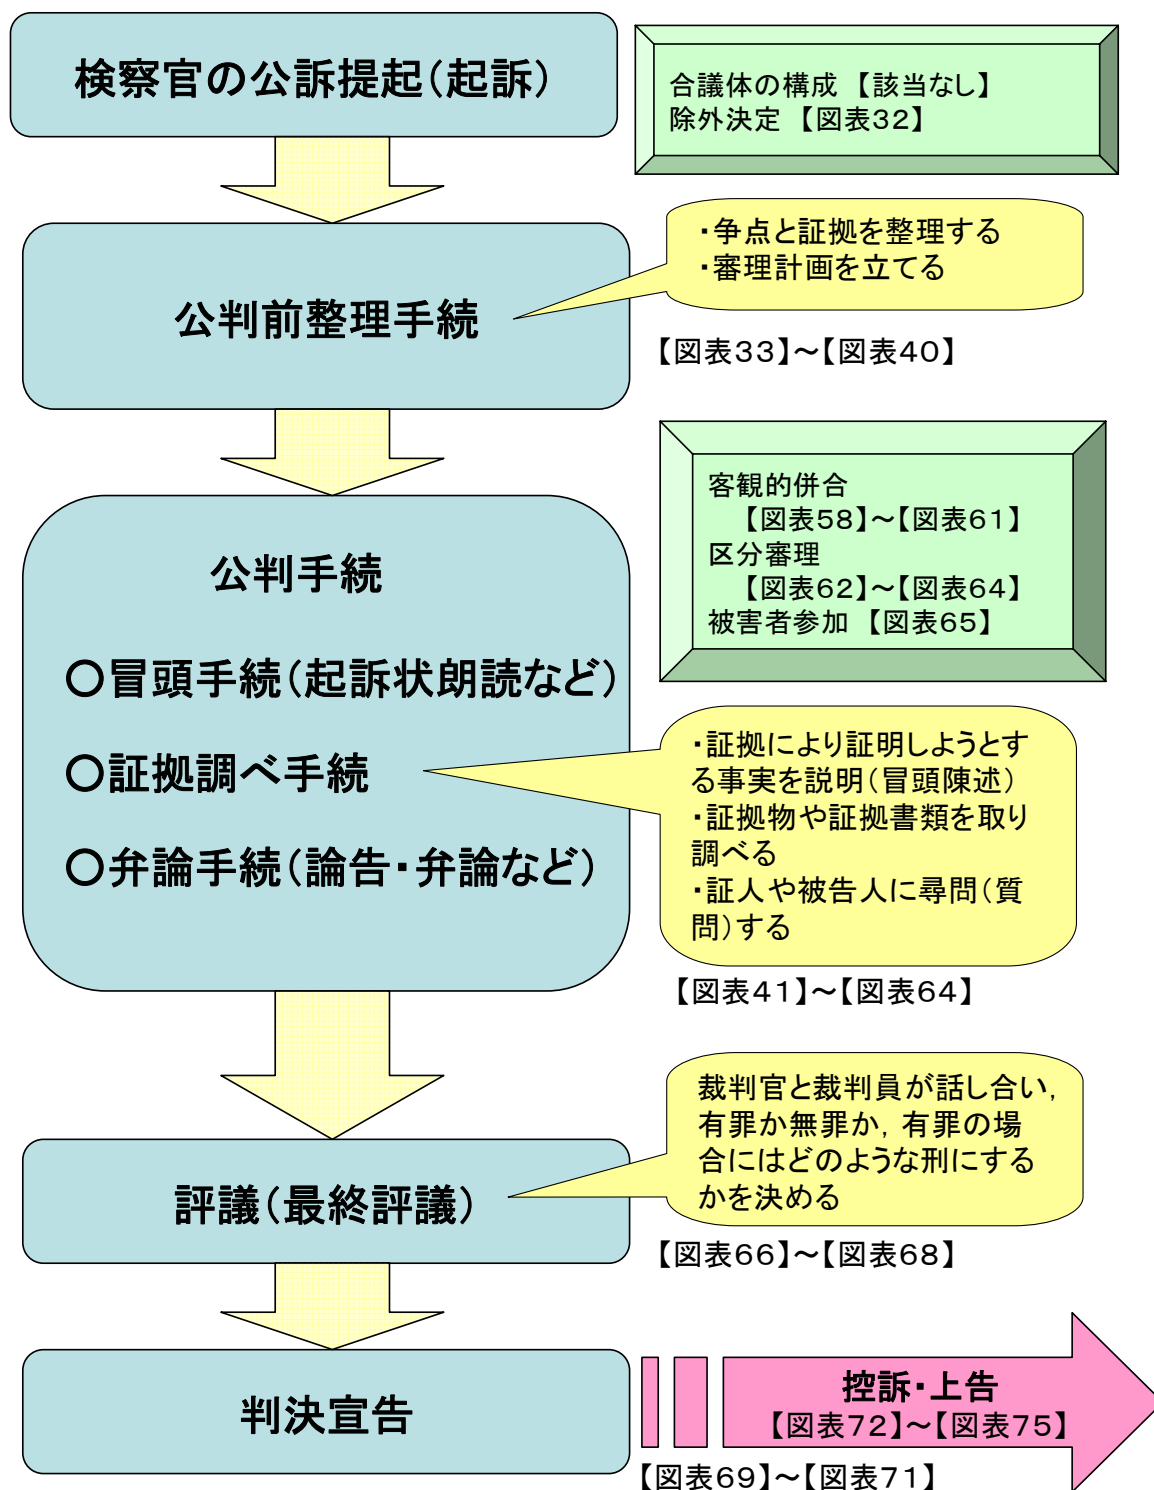 検察官の公訴提起（起訴）
合議体の構成 【該当なし】
除外決定 【図表３２】
・争点と証拠を整理する
・審理計画を立てる
公判前整理手続
【図表３３】～【図表４０】
客観的併合
【図表５８】～【図表６１】
区分審理
【図表６２】～【図表６４】
被害者参加 【図表６５】
公判手続
○冒頭手続（起訴状朗読など）
○証拠調べ手続
○弁論手続（論告・弁論など）
・証拠により証明しようとす
る事実を説明（冒頭陳述）
・証拠物や証拠書類を取り
調べる
・証人や被告人に尋問（質
問）する
【図表４１】～【図表６４】
裁判官と裁判員が話し合い，
有罪か無罪か，有罪の場
合にはどのような刑にする
かを決める
評議（最終評議）
【図表６６】～【図表６８】
判決宣告
控訴・上告
【図表７２】～【図表７５】
【図表６９】～【図表７１】